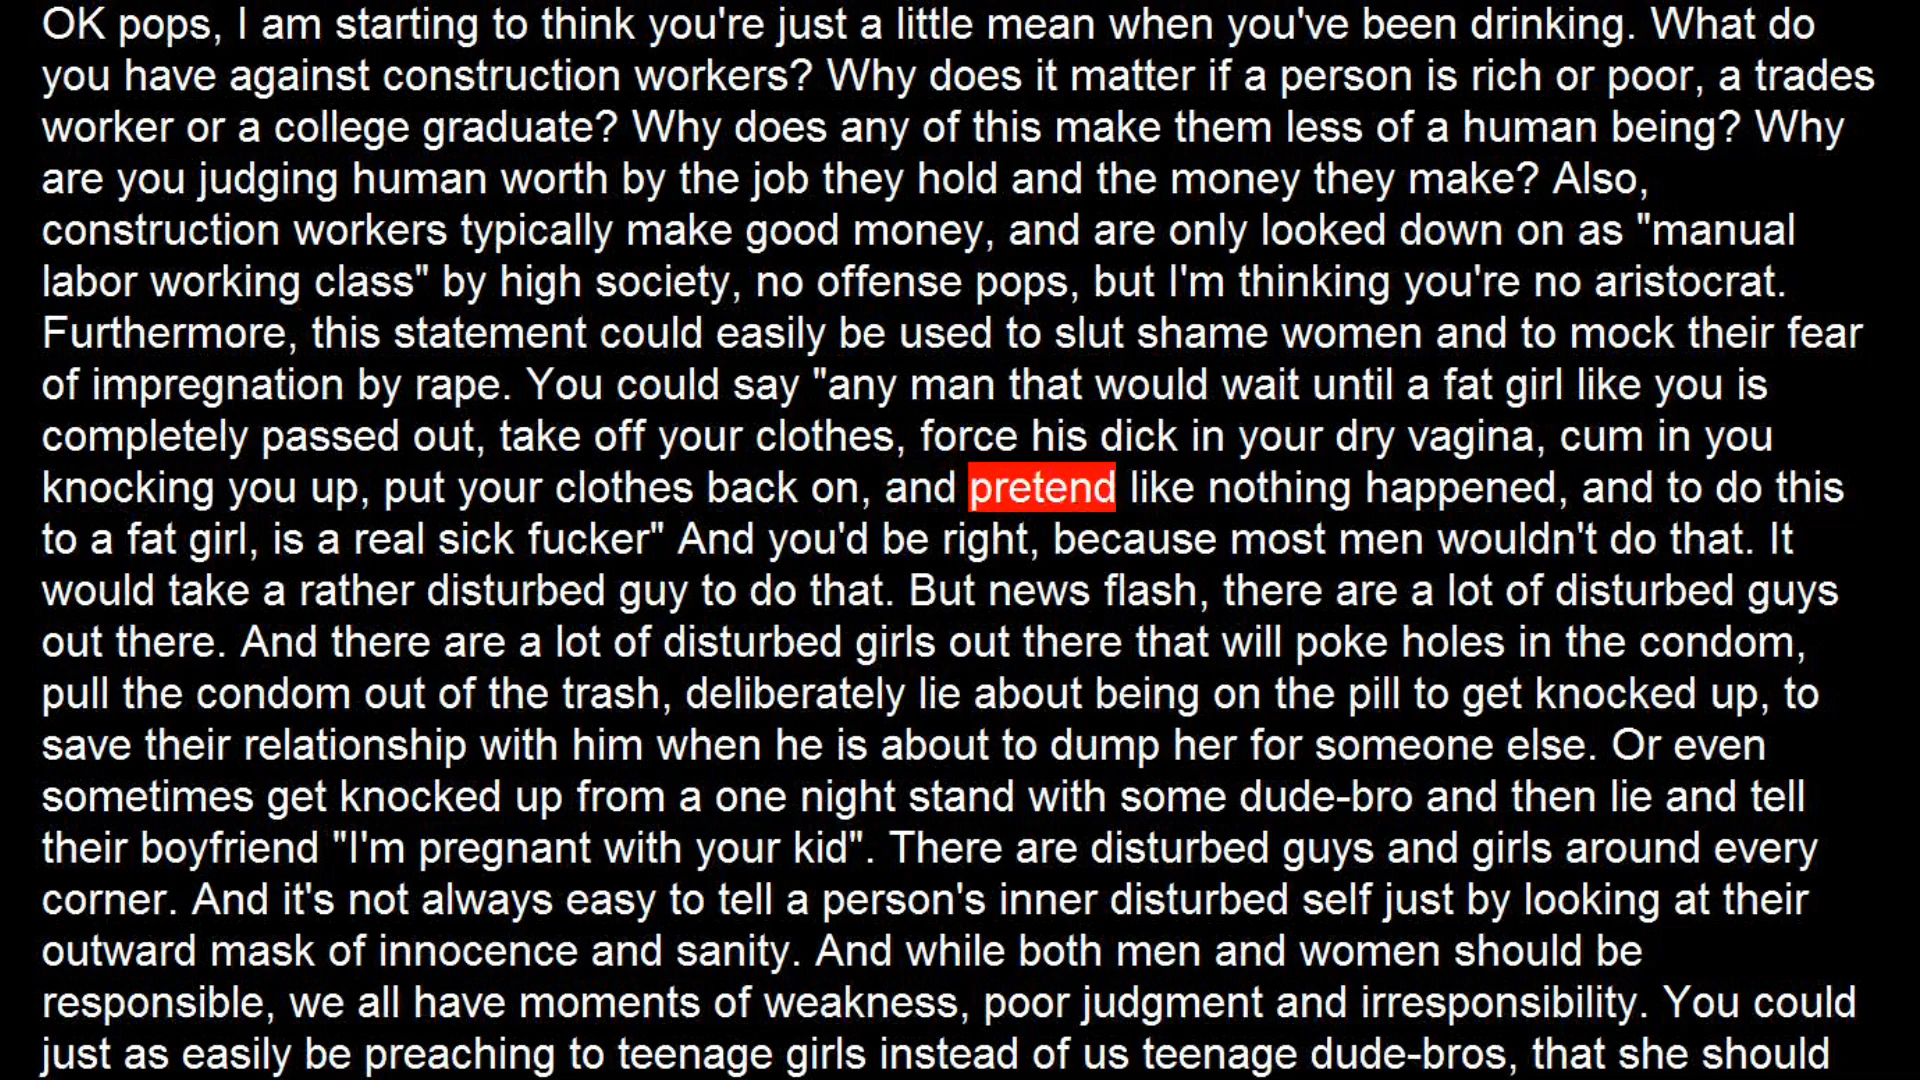 OK pops, I am starting to think you're just a little mean when you've been drinking. What do
you have against construction workers? Why does it matter if a person is rich or poor, a trades
worker or a college graduate? Why does any of this make them less of a human being? Why
are you judging human worth by the job they hold and the money they make? Also,
construction workers typically make good money, and are only looked down on as "manual
labor working class" by high society, no offense pops, but I'm thinking you're no aristocrat.
Furthermore, this statement could easily be used to slut shame women and to mock their fear
of impregnation by rape. You could say "any man that would wait until a fat girl like you is
completely passed out, take off your clothes, force his dick in your dry vagina, cum in you
knocking you up, put your clothes back on, and pretend like nothing happened, and to do this
to a fat girl, is a real sick fucker" And you'd be right, because most men wouldn't do that. It
would take a rather disturbed guy to do that. But news flash, there are a lot of disturbed guys
out there. And there are a lot of disturbed girls out there that will poke holes in the condom,
pull the condom out of the trash, deliberately lie about being on the pill to get knocked up, to
save their relationship with him when he is about to dump her for someone else. Or even
sometimes get knocked up from a one night stand with some dude-bro and then lie and tell
their boyfriend "I'm pregnant with your kid". There are disturbed guys and girls around every
corner. And it's not always easy to tell a person's inner disturbed self just by looking at their
outward mask of innocence and sanity. And while both men and women should be
responsible, we all have moments of weakness, poor judgment and irresponsibility. You could
just as easily be preaching to teenage girls instead of us teenage dude-bros, that she should